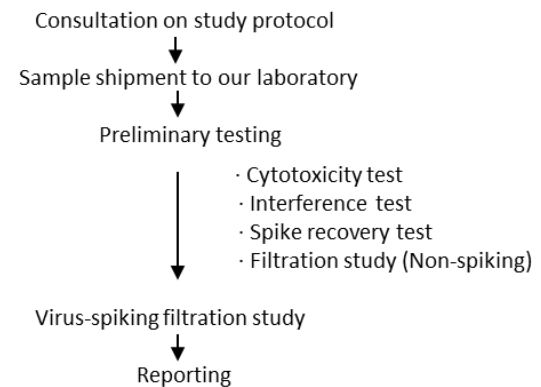 Consultation on study protocol
Sample shipment to our laboratory
Preliminary testing
· Cytotoxicity test
· Interference test
· Spike recovery test
· Filtration study (Non-spiking)
Virus-spiking filtration study
Reporting